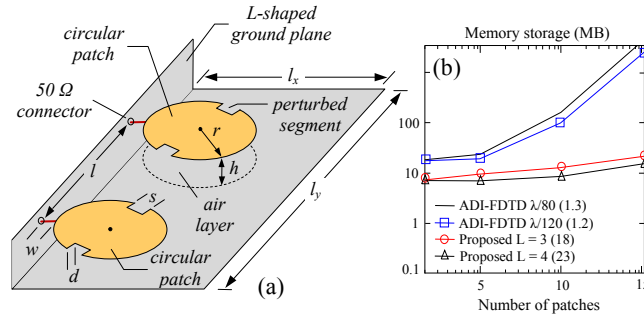 L-shaped
ground plane
circular
patch
50 Ω
connector
l_x
perturbed
segment
r
h
l
l_y
air
layer
s
w
d
circular
patch
(a)
Memory storage (MB)
(b)
100
10
1
0.1
ADI-FDTD λ/80 (1.3)
ADI-FDTD λ/120 (1.2)
Proposed L = 3 (18)
Proposed L = 4 (23)
5
10
Number of patches